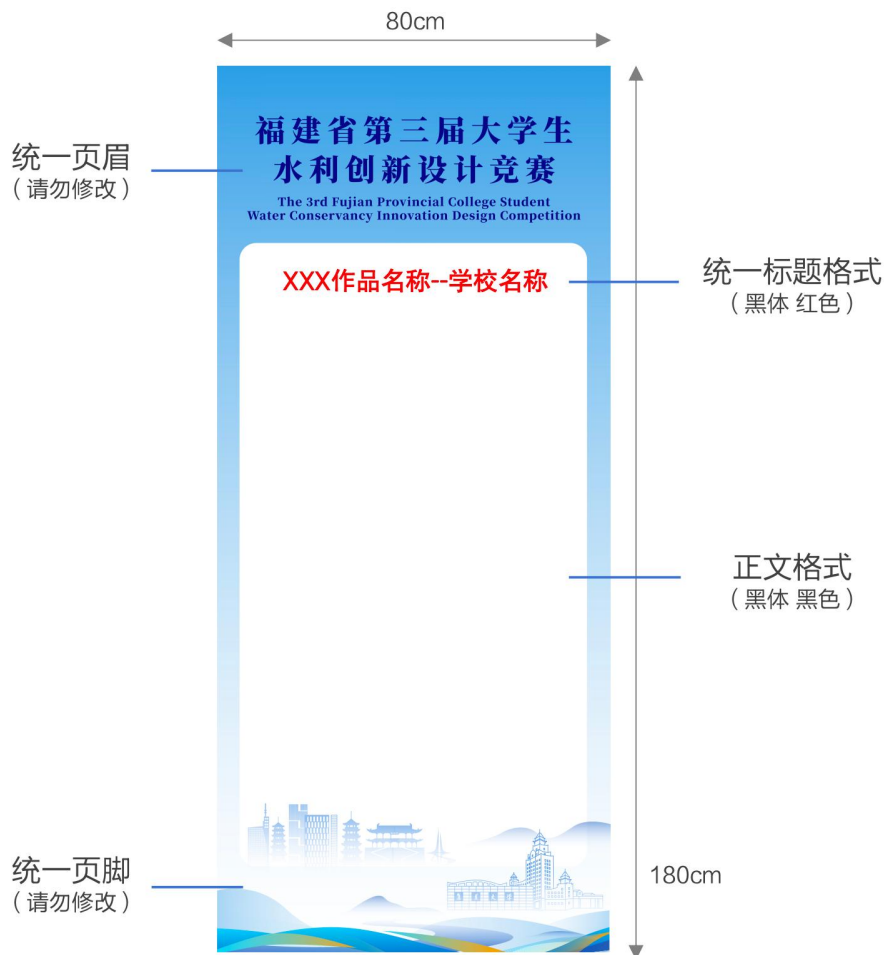 80cm
福建省第三届大学生
水利创新设计竞赛
The 3rd Fujian Provincial College Student
Water Conservancy Innovation Design Competition
统一页眉
（请勿修改）
XXX作品名称--学校名称
统一标题格式
（黑体 红色）
正文格式
（黑体 黑色）
统一页脚
（请勿修改）
180cm